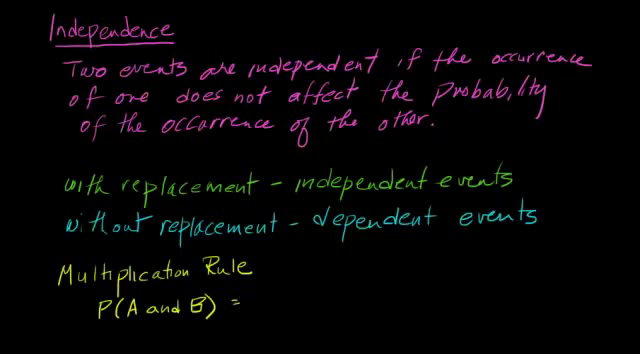 Independence
Two events are independent if the occurrence
of one does not affect the probability
of the occurrence of the other.
with replacement - independent events
without replacement - dependent events
Multiplication Rule
P(A and B) =